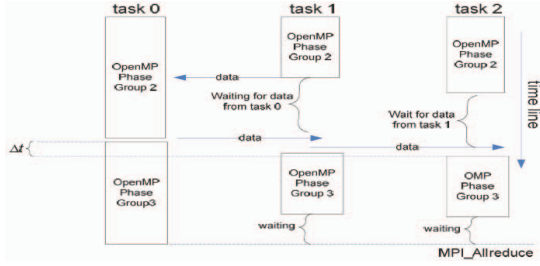 task 0
task 1
task 2
OpenMP
Phase
Group 2
OpenMP
Phase
Group 2
OpenMP
Phase
Group 2
data
Waiting for data
from task 0
Wait for data
from task 1
time line
data
data
Δt
OpenMP
Phase
Group3
OpenMP
Phase
Group 3
OMP
Phase
Group 3
waiting
waiting
MPI_Allreduce